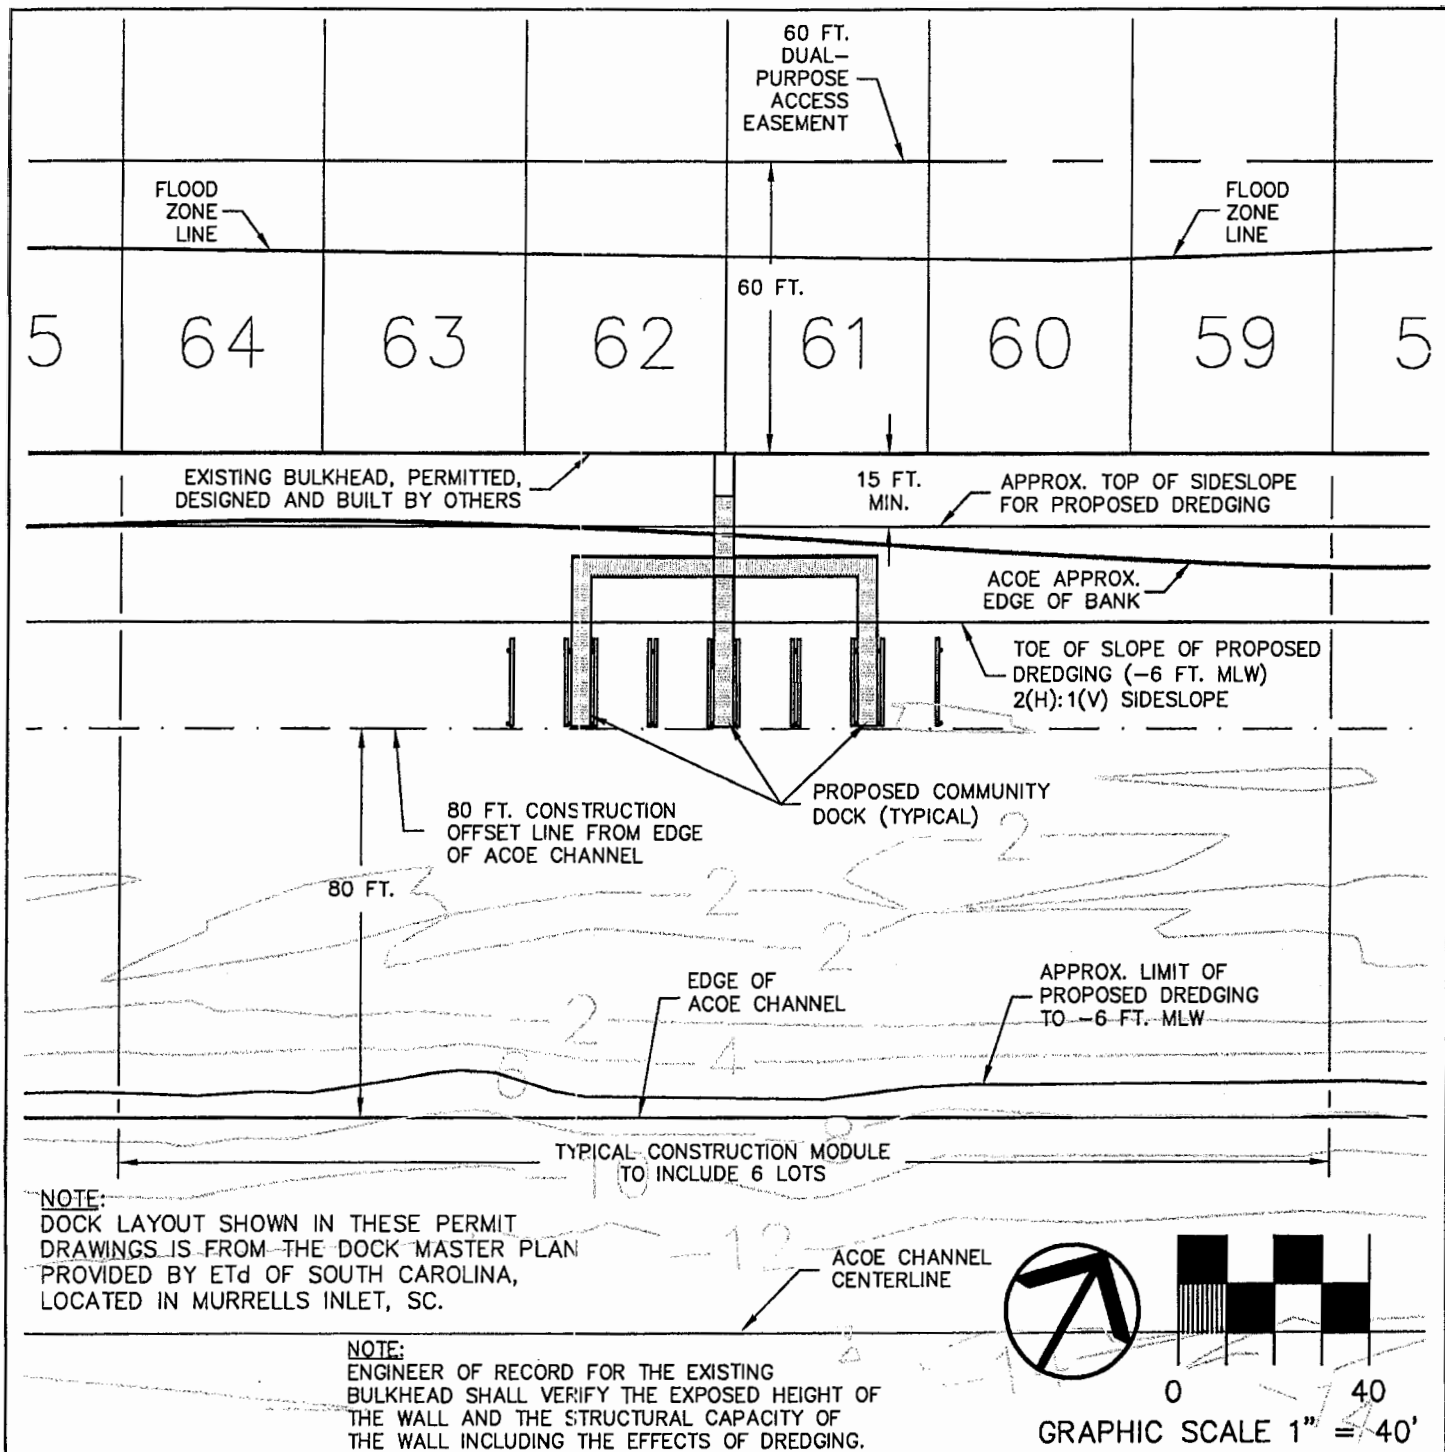 60 FT.
DUAL-
PURPOSE
ACCESS
EASEMENT
FLOOD
ZONE
LINE
FLOOD
ZONE
LINE
60 FT.
5
64
63
62
61
60
59
5
EXISTING BULKHEAD, PERMITTED,
DESIGNED AND BUILT BY OTHERS
15 FT.
MIN.
APPROX. TOP OF SIDESLOPE
FOR PROPOSED DREDGING
ACOE APPROX.
EDGE OF BANK
TOE OF SLOPE OF PROPOSED
DREDGING (-6 FT. MLW)
2(H):1(V) SIDESLOPE
PROPOSED COMMUNITY
DOCK (TYPICAL)
80 FT. CONSTRUCTION
OFFSET LINE FROM EDGE
OF ACOE CHANNEL
80 FT.
-2
2
2
EDGE OF
ACOE CHANNEL
APPROX. LIMIT OF
PROPOSED DREDGING
TO -6 FT. MLW
2
4
6
8
TYPICAL CONSTRUCTION MODULE
TO INCLUDE 6 LOTS
10
NOTE:
DOCK LAYOUT SHOWN IN THESE PERMIT
DRAWINGS IS FROM THE DOCK MASTER PLAN
PROVIDED BY ETd OF SOUTH CAROLINA,
LOCATED IN MURRELLS INLET, SC.
-12
ACOE CHANNEL
CENTERLINE
NOTE:
ENGINEER OF RECORD FOR THE EXISTING
BULKHEAD SHALL VERIFY THE EXPOSED HEIGHT OF
THE WALL AND THE STRUCTURAL CAPACITY OF
THE WALL INCLUDING THE EFFECTS OF DREDGING.
0 40
GRAPHIC SCALE 1" = 40'